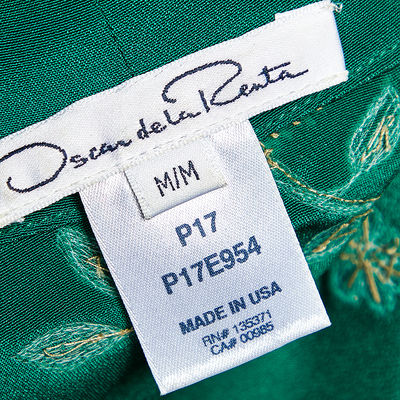 Oscar de la Renta
M/M
P17
P17E954
MADE IN USA
RN# 135371
CA# 00985